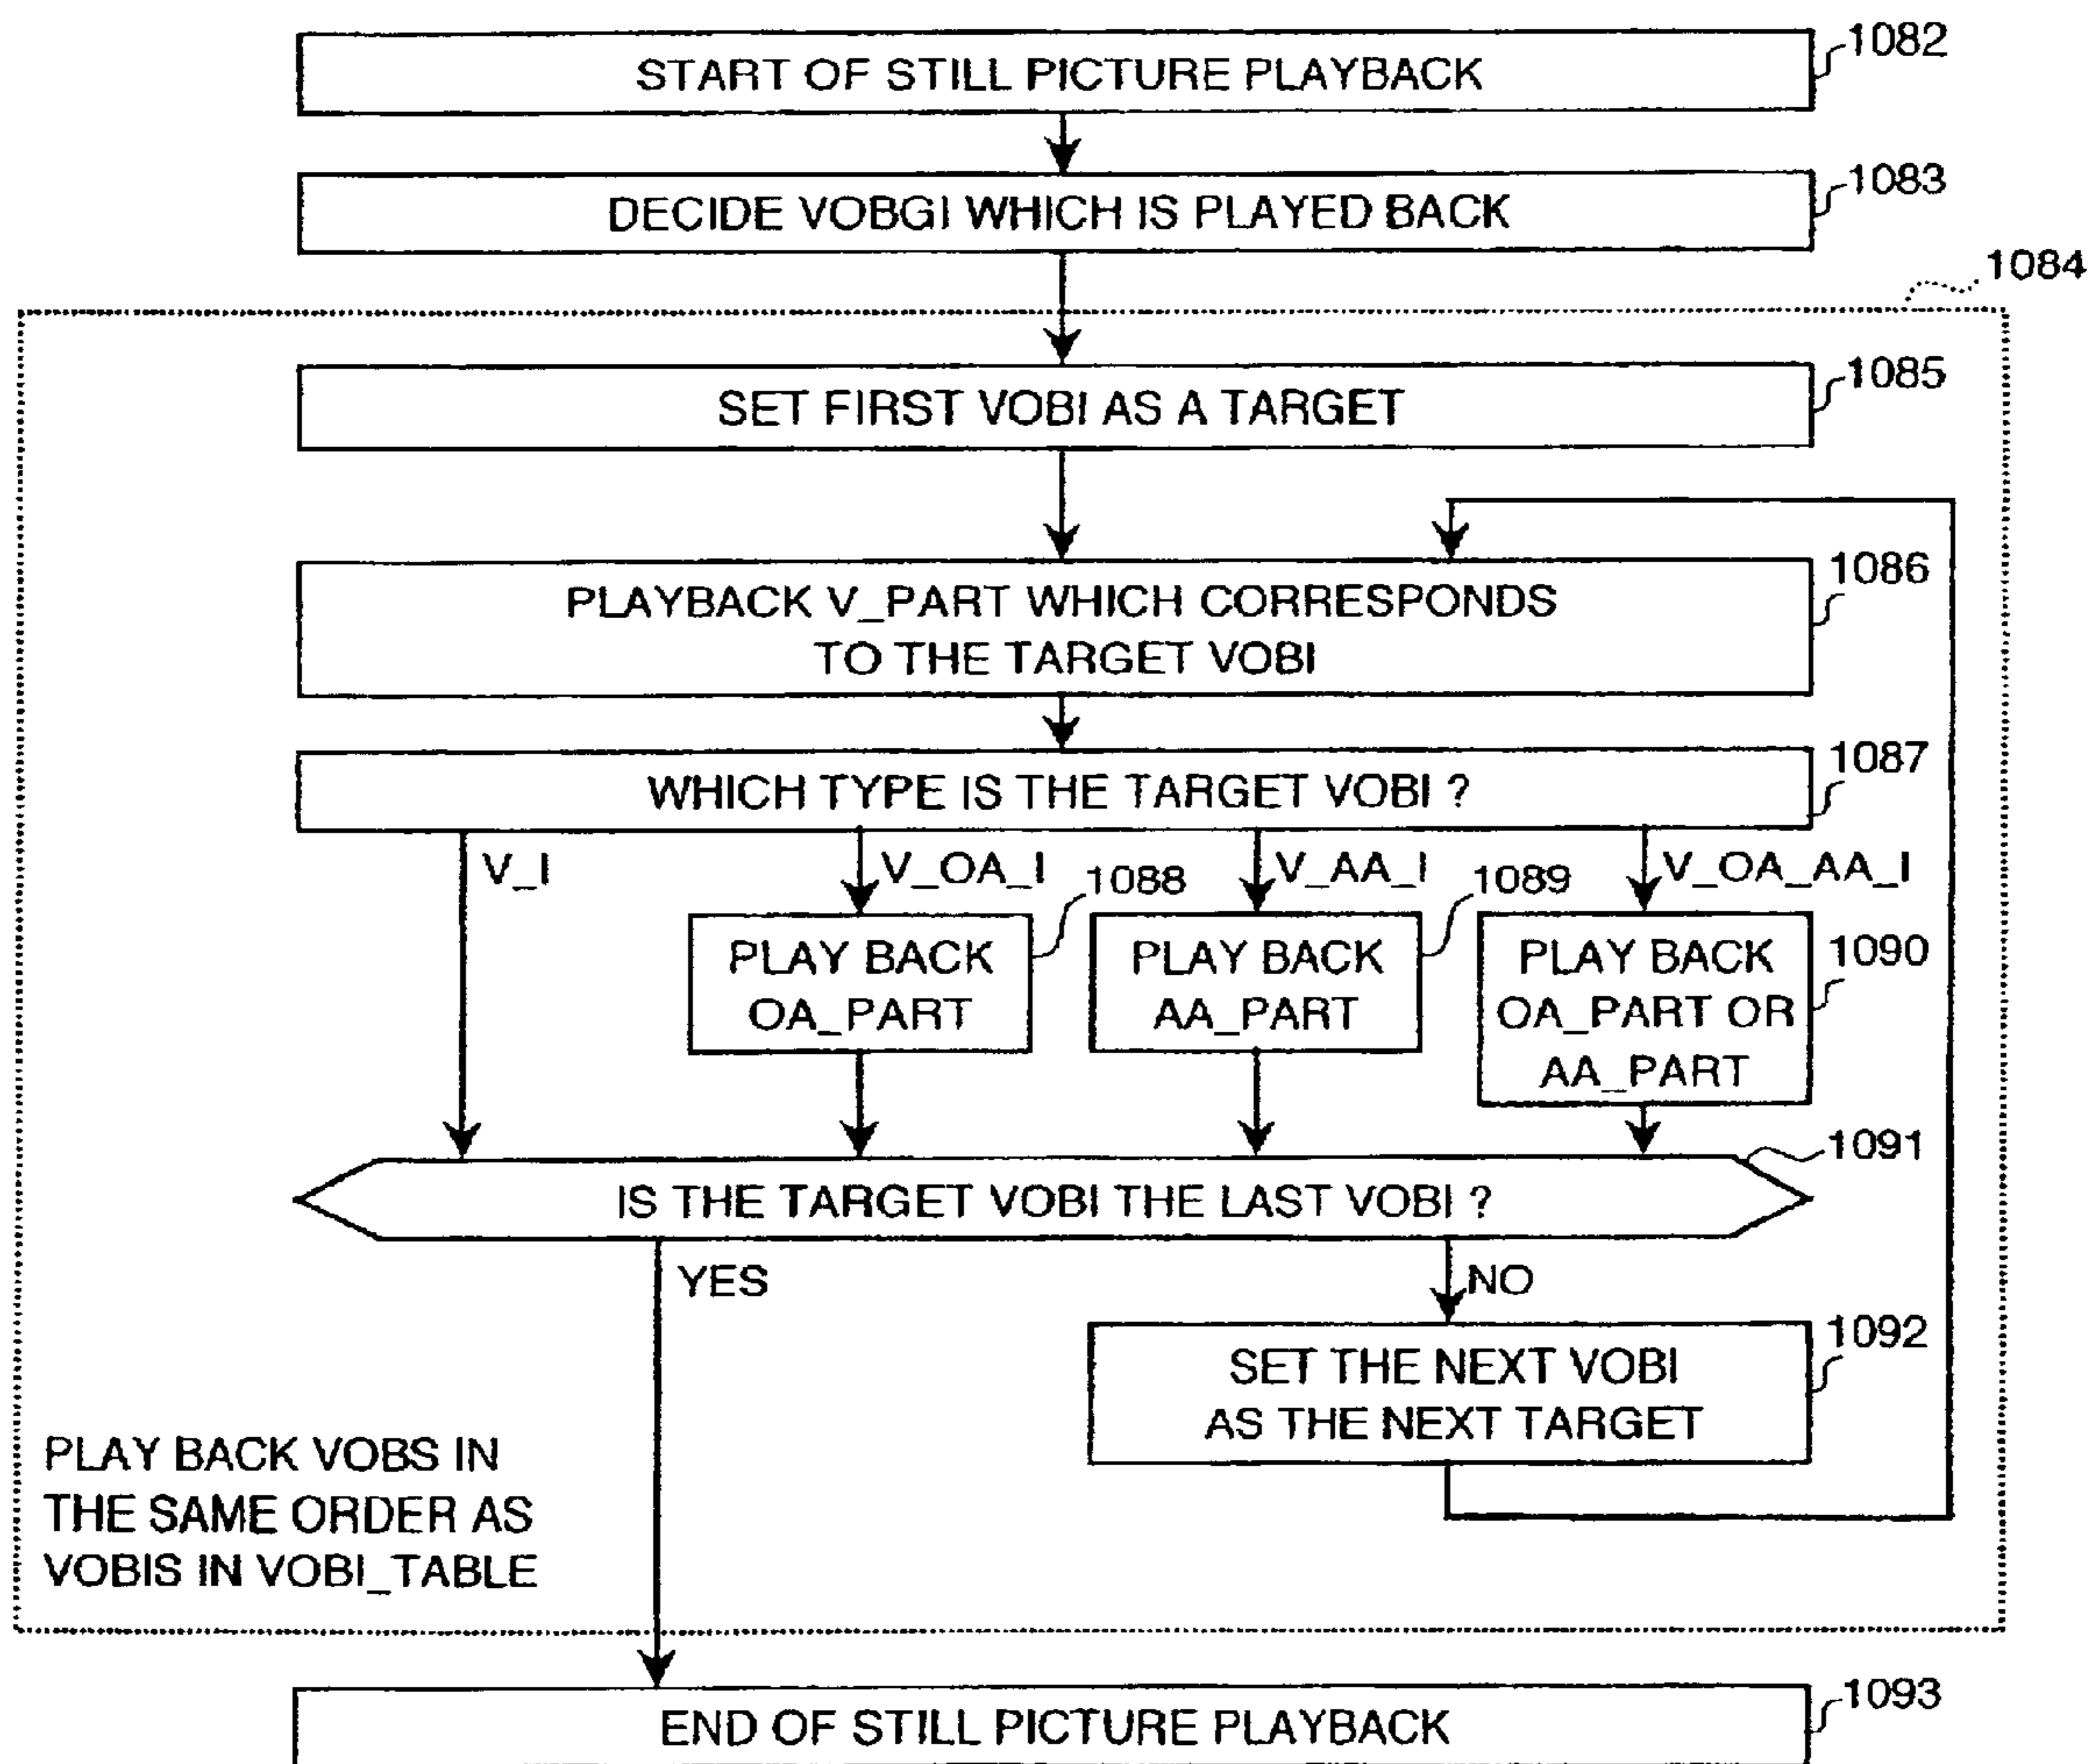 1082
START OF STILL PICTURE PLAYBACK
1083
DECIDE VOBGI WHICH IS PLAYED BACK
1084
1085
SET FIRST VOBI AS A TARGET
1086
PLAYBACK V_PART WHICH CORRESPONDS
TO THE TARGET VOBI
1087
WHICH TYPE IS THE TARGET VOBI ?
V_I
V_OA_I
1088
V_AA_I
1089
V_OA_AA_I
PLAY BACK
OA_PART
PLAY BACK
AA_PART
1090
PLAY BACK
OA_PART OR
AA_PART
1091
IS THE TARGET VOBI THE LAST VOBI ?
YES
NO
1092
SET THE NEXT VOBI
AS THE NEXT TARGET
PLAY BACK VOBS IN
THE SAME ORDER AS
VOBIS IN VOBI_TABLE
1093
END OF STILL PICTURE PLAYBACK